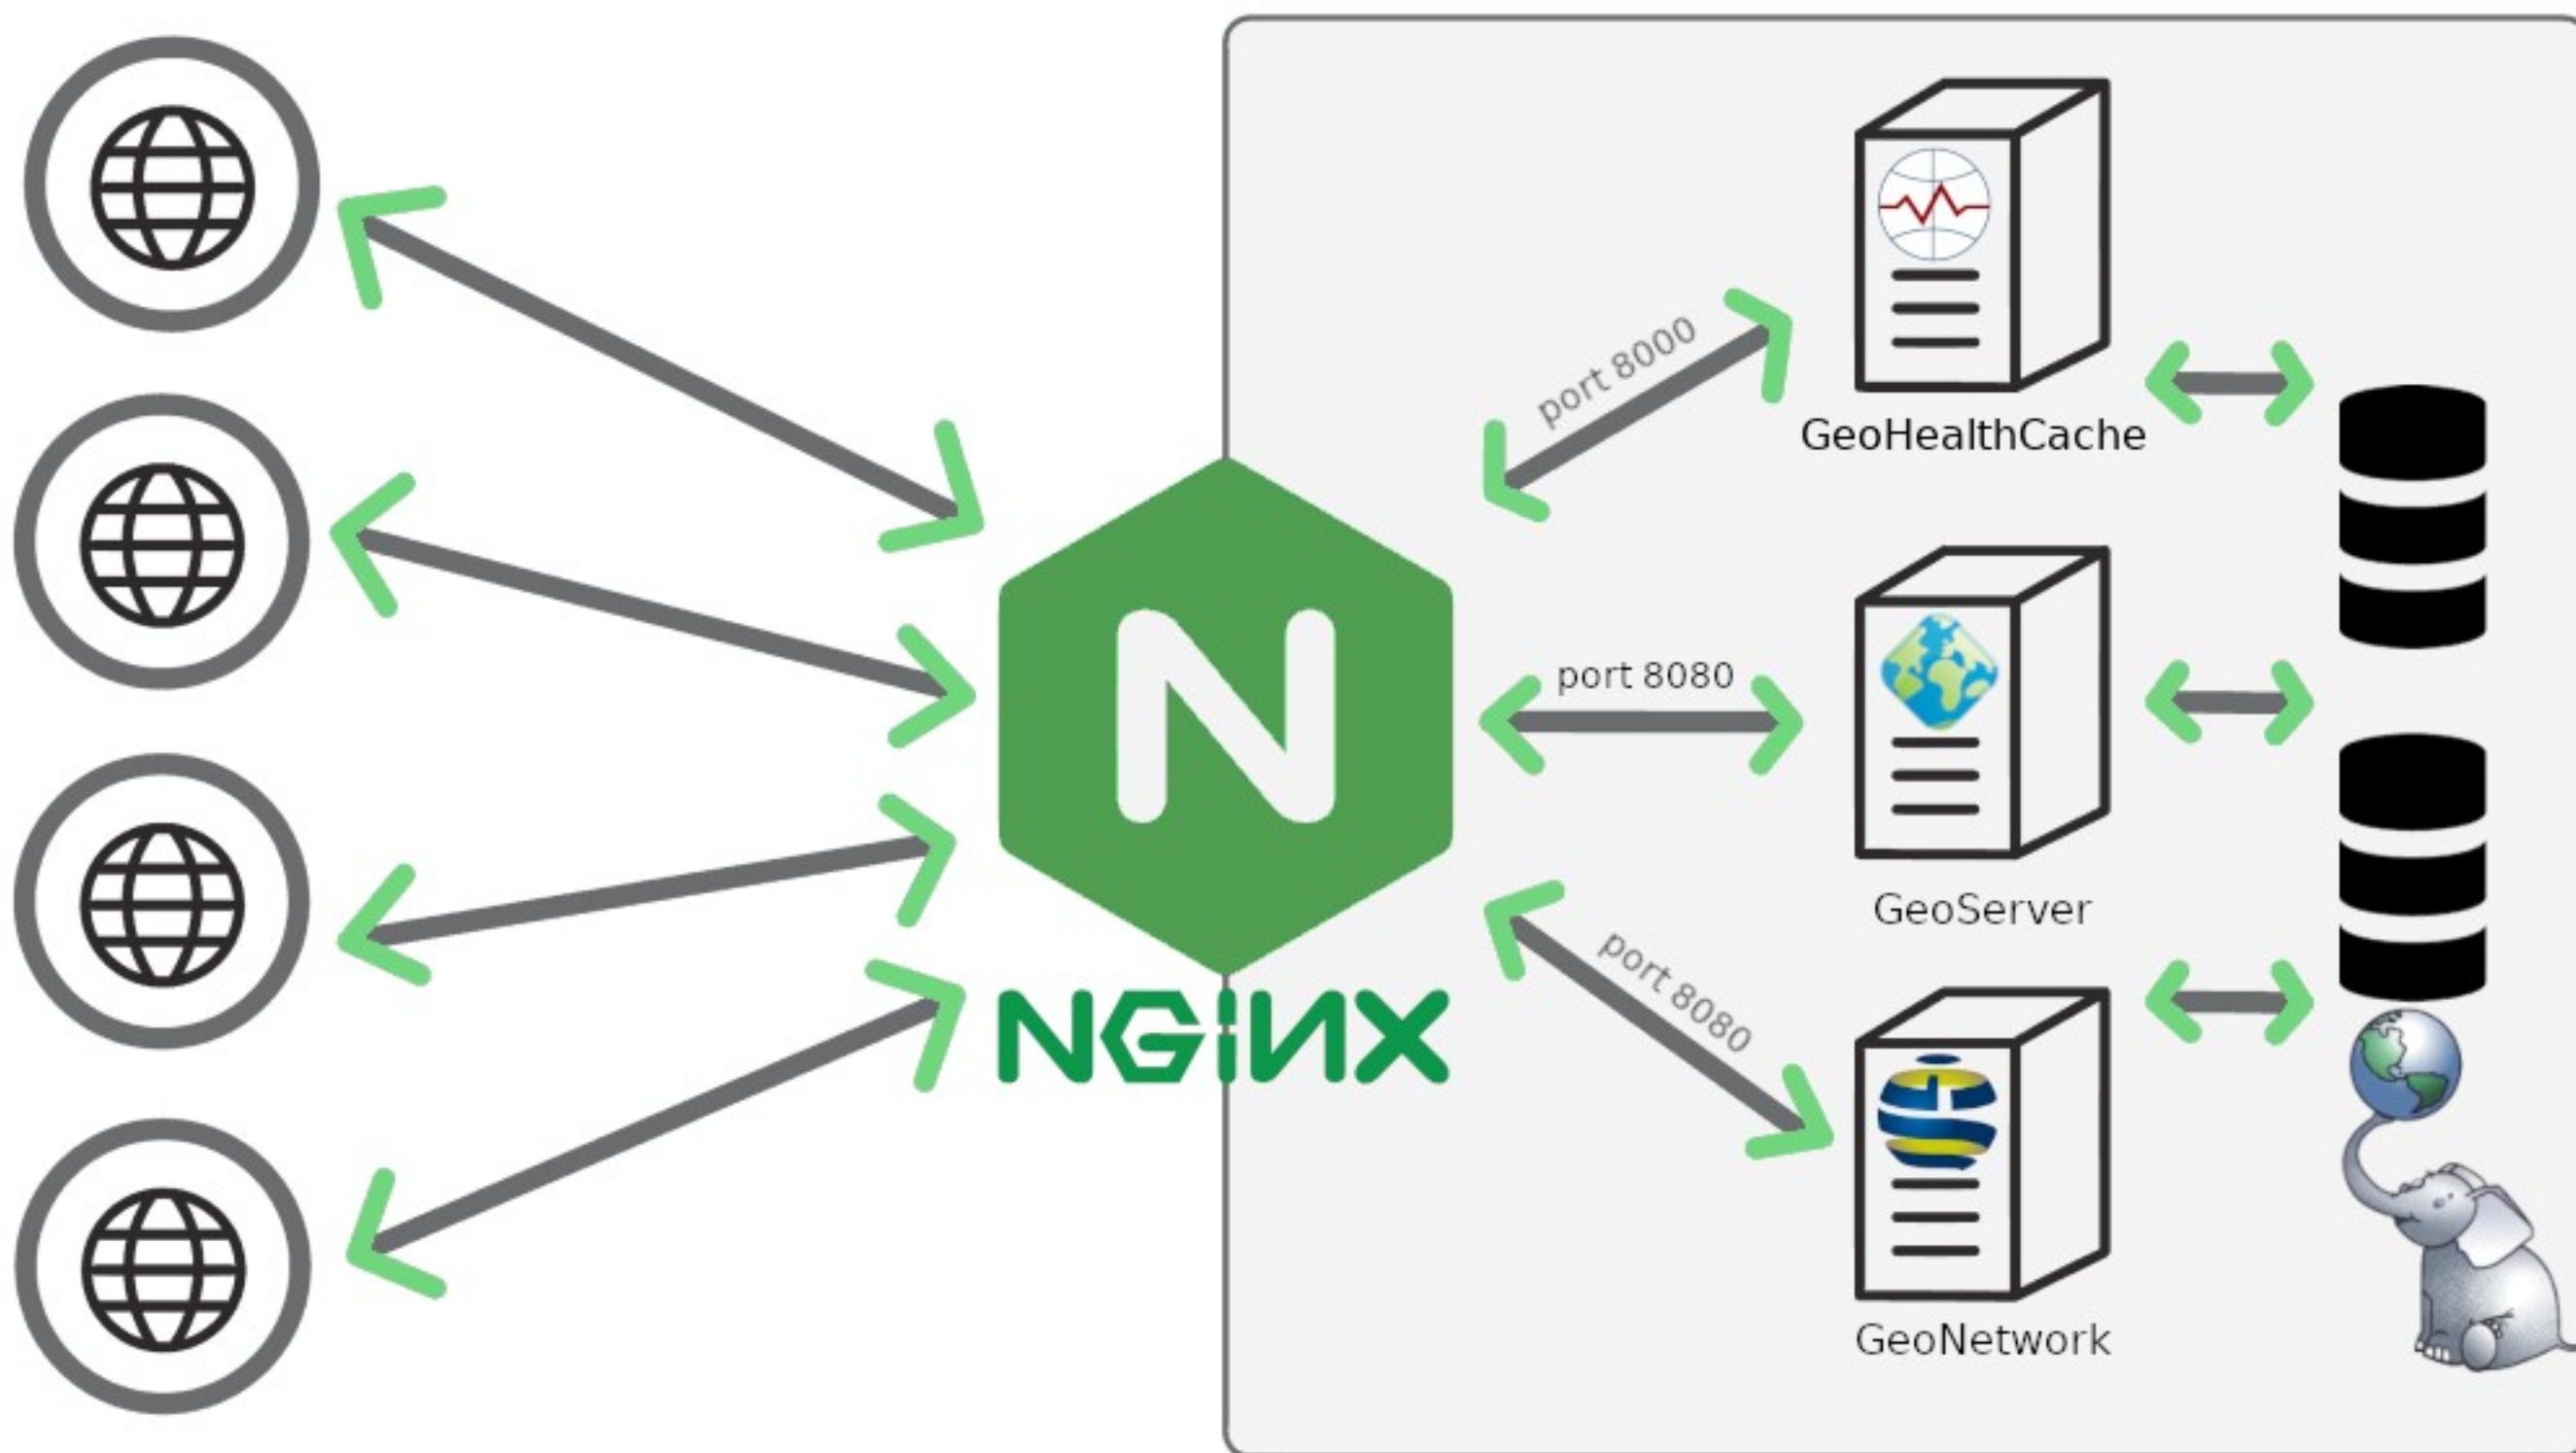 port 8000
GeoHealthCache
port 8080
GeoServer
port 8080
NGiNX
GeoNetwork